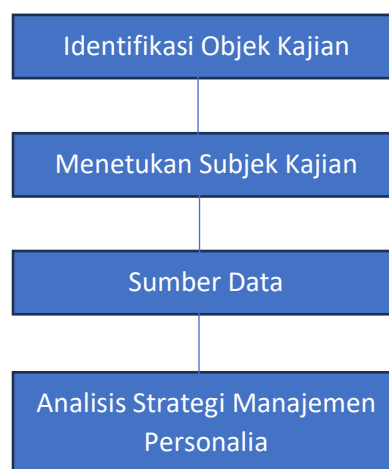 Identifikasi Objek Kajian
Menetukan Subjek Kajian
Sumber Data
Analisis Strategi Manajemen
Personalia